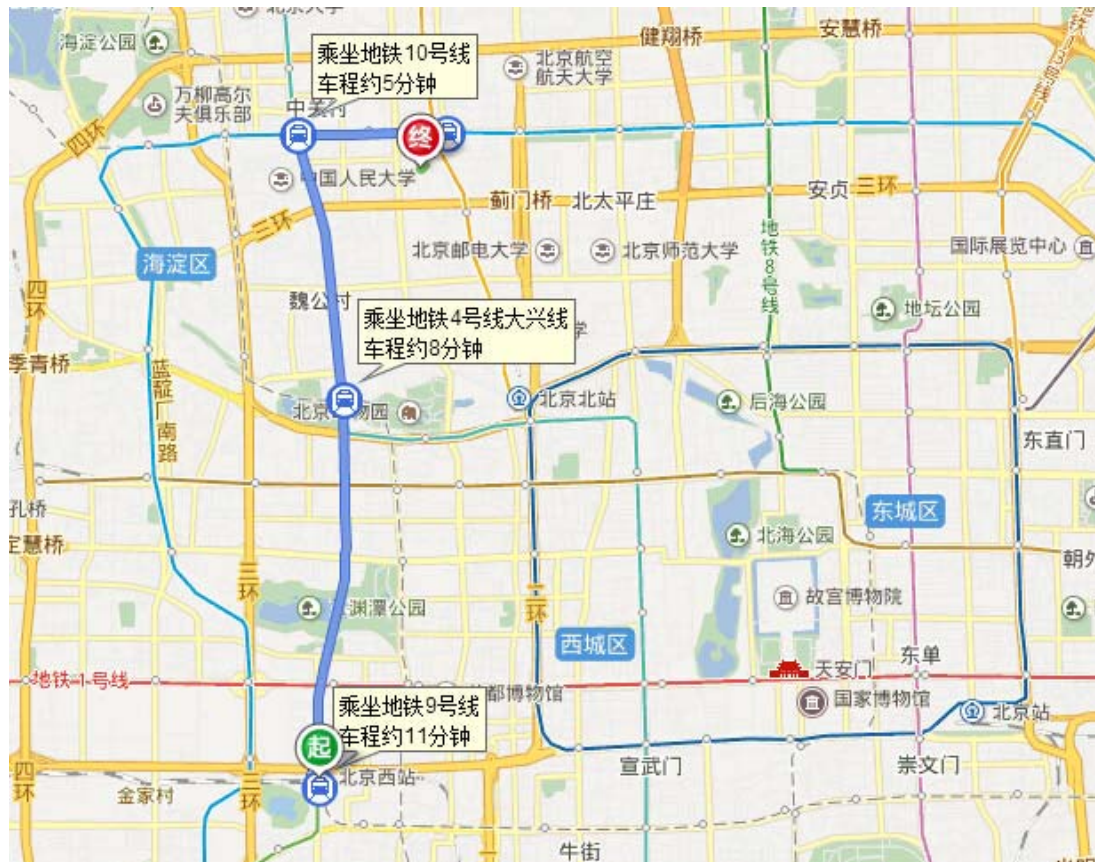 北京大学
海淀公园
乘坐地铁10号线
车程约5分钟
健翔桥
安慧桥
北京航空
航天大学
万柳高尔
夫俱乐部
四环
终
中国人民大学
蓟门桥
北太平庄
安贞
三环
三环
北京邮电大学
北京师范大学
国际展览中心
地铁8号线
海淀区
四环
魏公村
地坛公园
乘坐地铁4号线大兴线
车程约8分钟
季青桥
蓝靛厂南路
北京北站
后海公园
东直门
孔桥
定慧桥
东城区
北海公园
朝外
三环
二环
故宫博物院
渊潭公园
西城区
地铁1号线
天安门
东单
都博物馆
国家博物馆
乘坐地铁9号线
车程约11分钟
起
北京站
北京西站
宣武门
崇文门
四环
金家村
三环
牛街